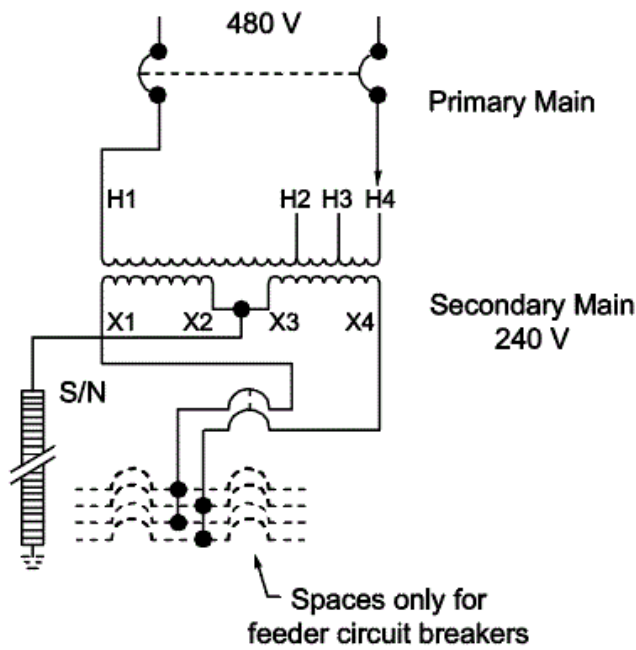 480 V
Primary Main
H1 H2 H3 H4
X1 X2 X3 X4
Secondary Main
240 V
S/N
Spaces only for
feeder circuit breakers